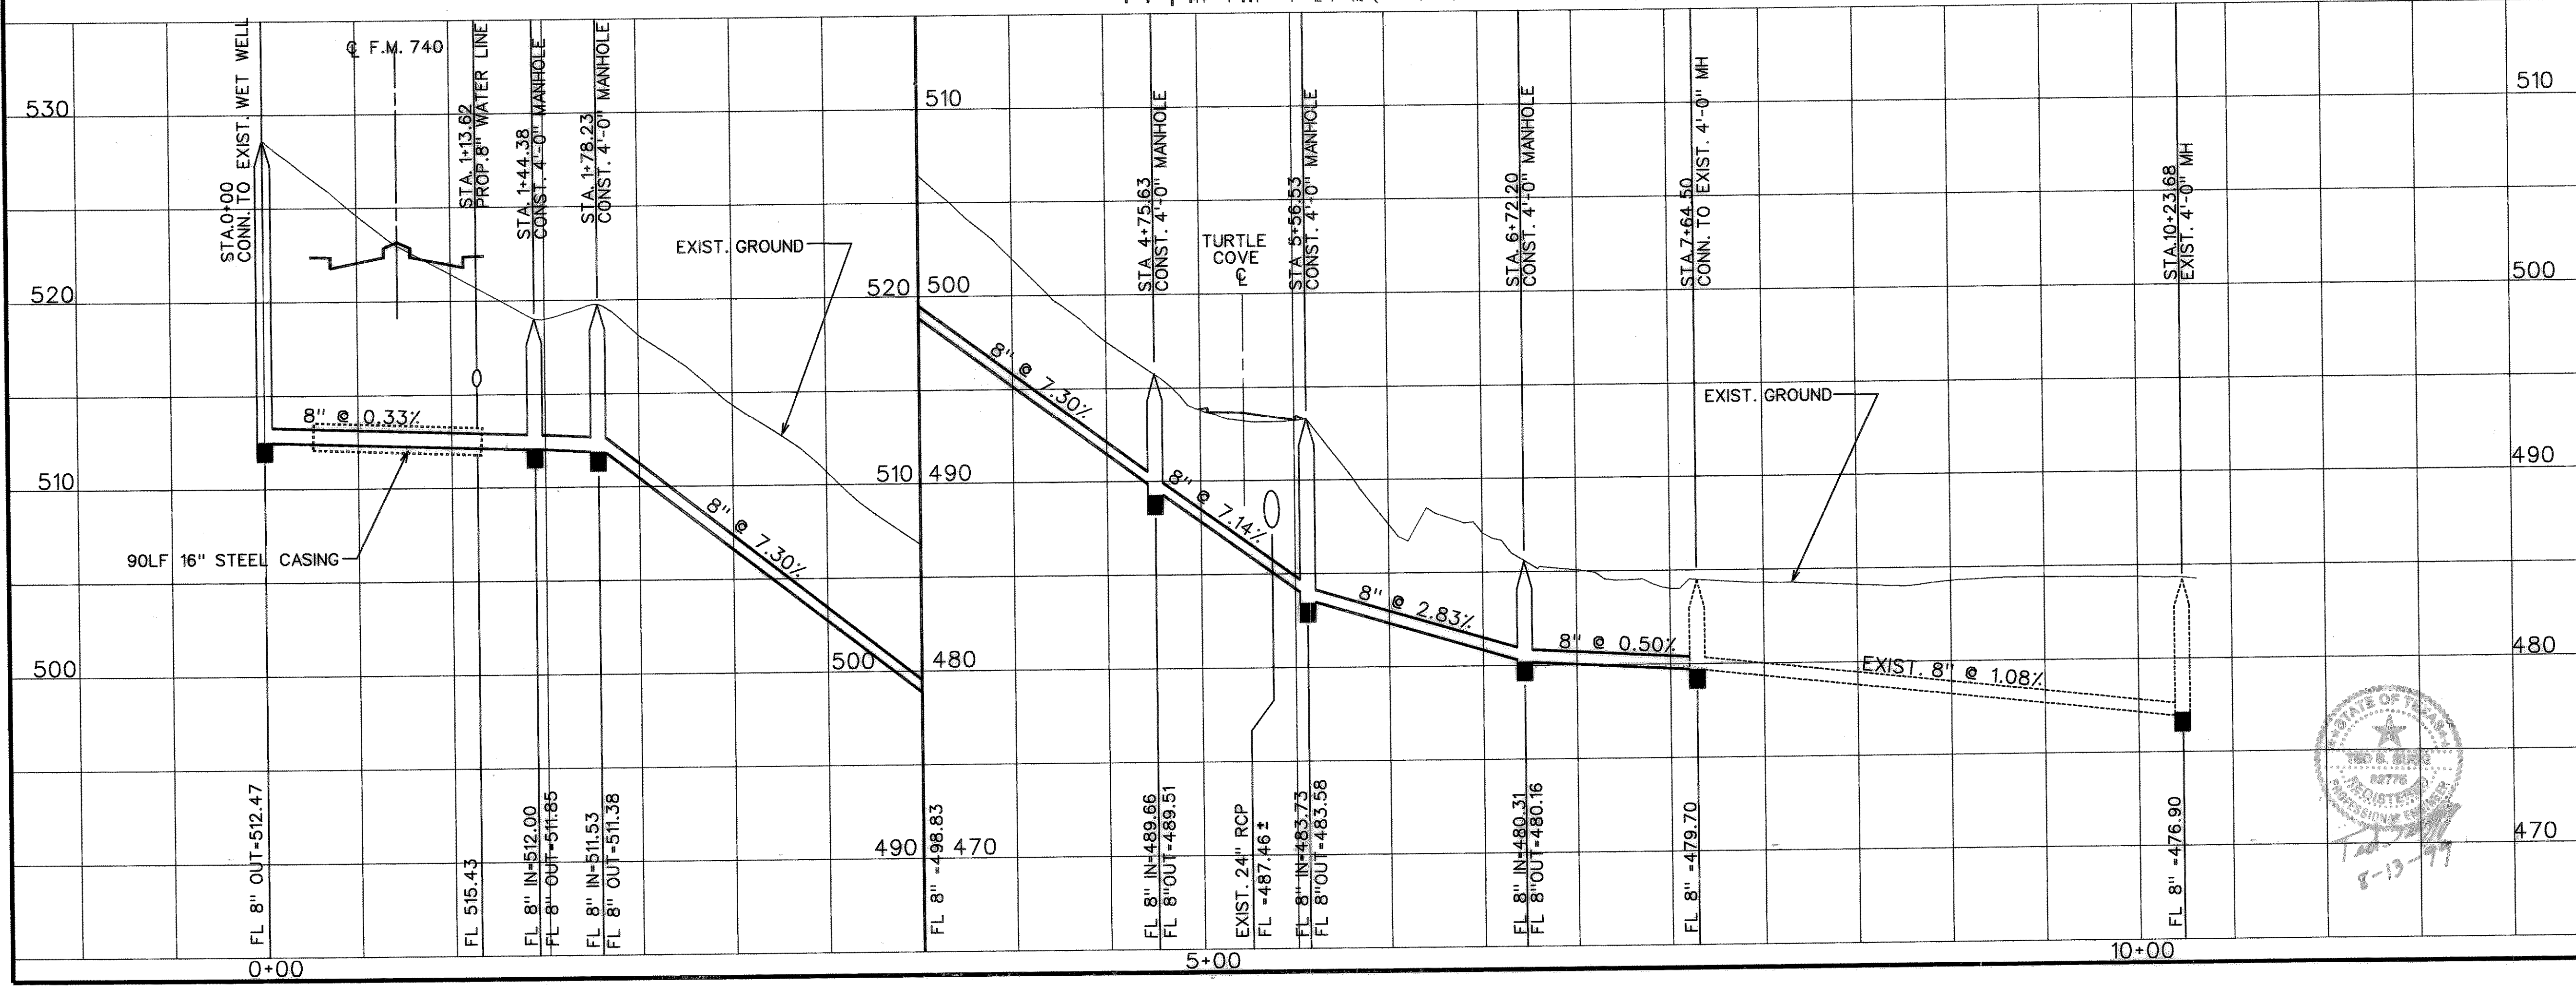 STA.0+00
CONN. TO EXIST. WET WELL
℄ F.M. 740
STA. 1+13.62
PROP.8" WATER LINE
STA. 1+44.38
CONST. 4'-0" MANHOLE
STA. 1+78.23
CONST. 4'-0" MANHOLE
STA 4+75.63
CONST. 4'-0" MANHOLE
TURTLE
COVE
℄
STA 5+56.53
CONST. 4'-0" MANHOLE
STA. 6+72.20
CONST. 4'-0" MANHOLE
STA.7+64.50
CONN. TO EXIST. 4'-0" MH
STA.10+23.68
EXIST. 4'-0" MH
530
520
510
500
520
510
500
490
510
500
490
480
470
510
500
490
480
470
EXIST. GROUND
EXIST. GROUND
8" @ 0.33%
90LF 16" STEEL CASING
8" @ 7.30%
8" @ 7.30%
8" @ 7.14%
8" @ 2.83%
8" @ 0.50%
EXIST. 8" @ 1.08%
FL 8" OUT=512.47
FL 515.43
FL 8" IN=512.00
FL 8" OUT=511.85
FL 8" IN=511.53
FL 8" OUT=511.38
FL 8" =498.83
FL 8" IN=489.66
FL 8"OUT=489.51
EXIST. 24" RCP
FL =487.46±
FL 8" IN=483.73
FL 8"OUT=483.58
FL 8" IN=480.31
FL 8"OUT=480.16
FL 8" =479.70
FL 8" =476.90
0+00
5+00
10+00
STATE OF TEXAS
TED B. SUGG
82776
REGISTERED
PROFESSIONAL ENGINEER
Ted Sugg
8-13-99